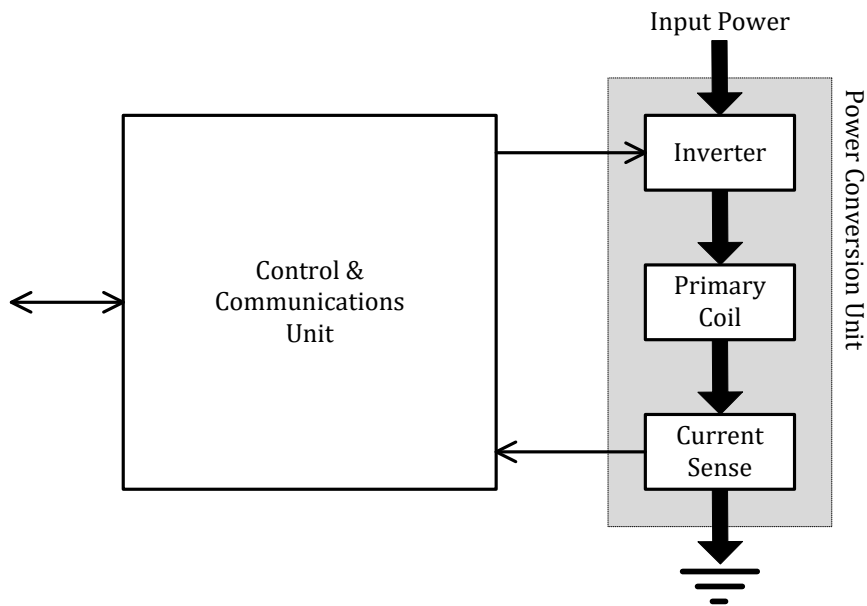 Input Power
Inverter
Control &
Communications
Unit
Primary
Coil
Current
Sense
Power Conversion Unit